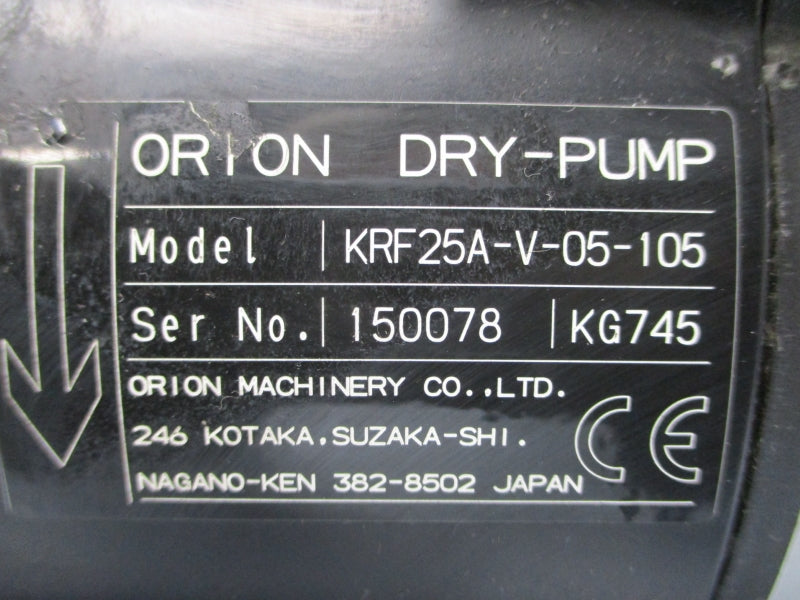 ORION DRY-PUMP
Model KRF25A-V-05-105
Ser No. 150078 KG745
ORION MACHINERY CO.,LTD.
246 KOTAKA.SUZAKA-SHI.
NAGANO-KEN 382-8502 JAPAN
CE